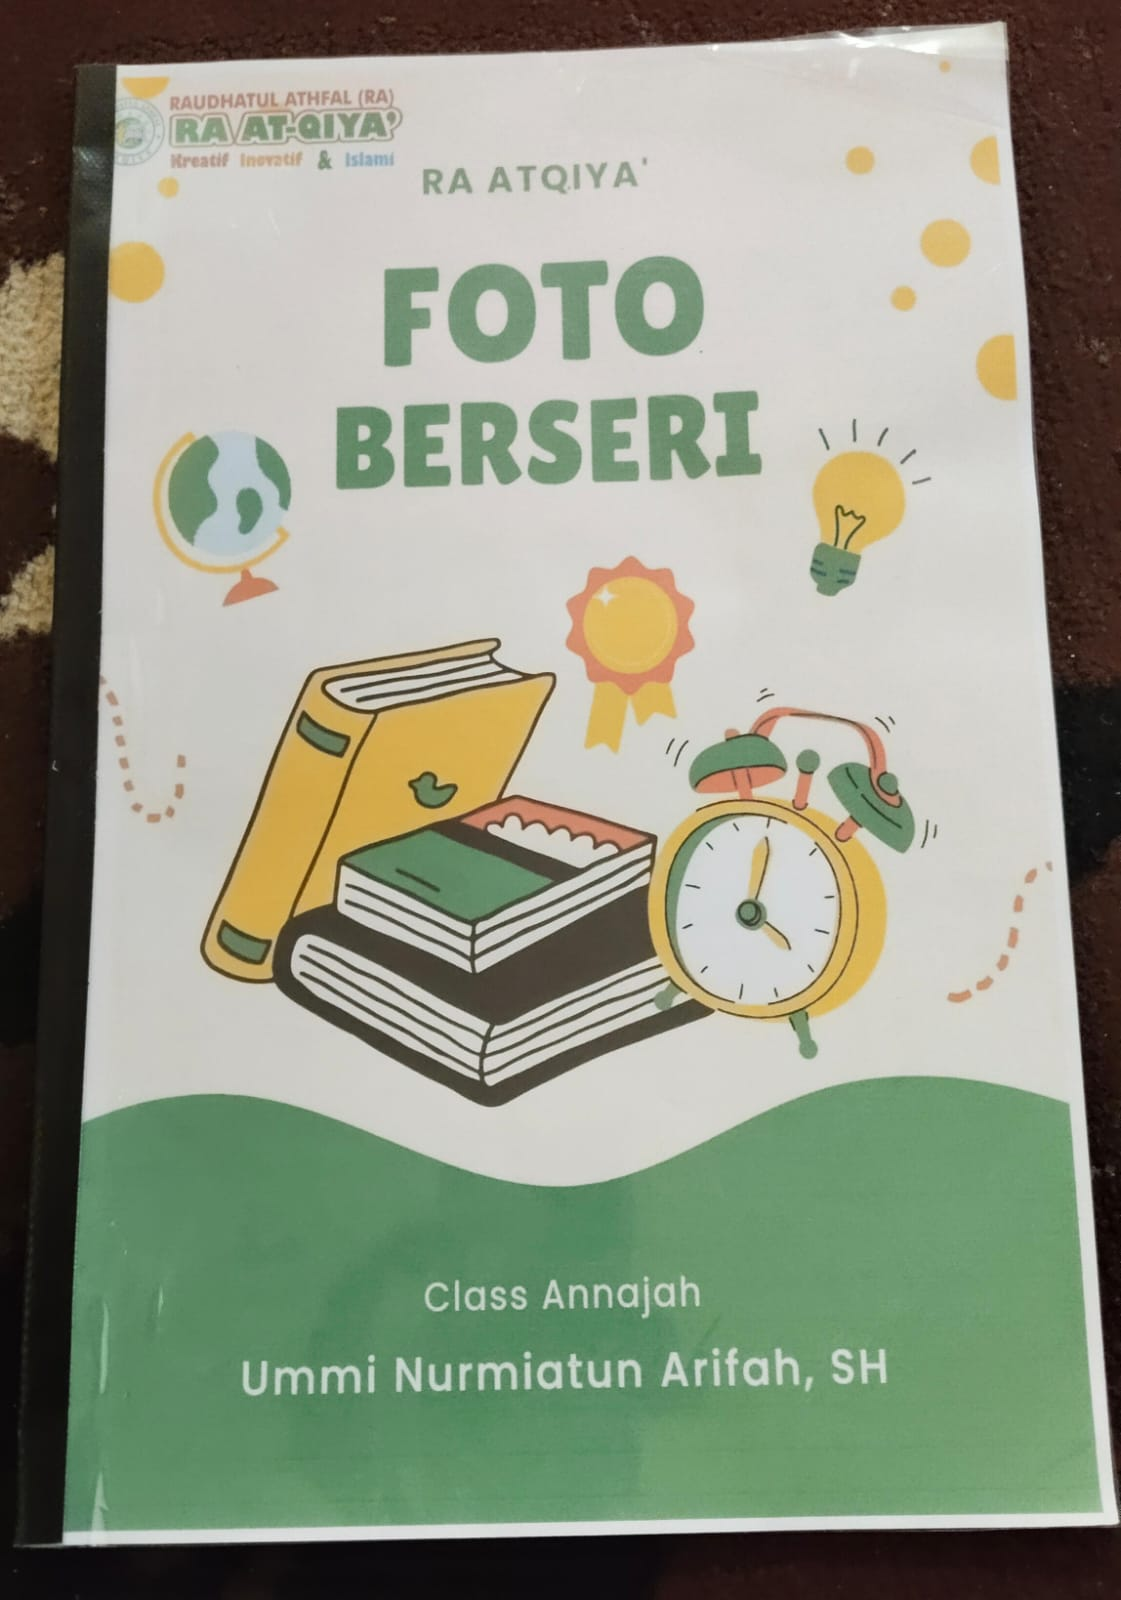 RAUDHATUL ATHFAL (RA)
RA AT-QIYA'
Kreatif Inovatif & Islami
RA ATQIYA'
FOTO
BERSERI
Class Annajah
Ummi Nurmiatun Arifah, SH